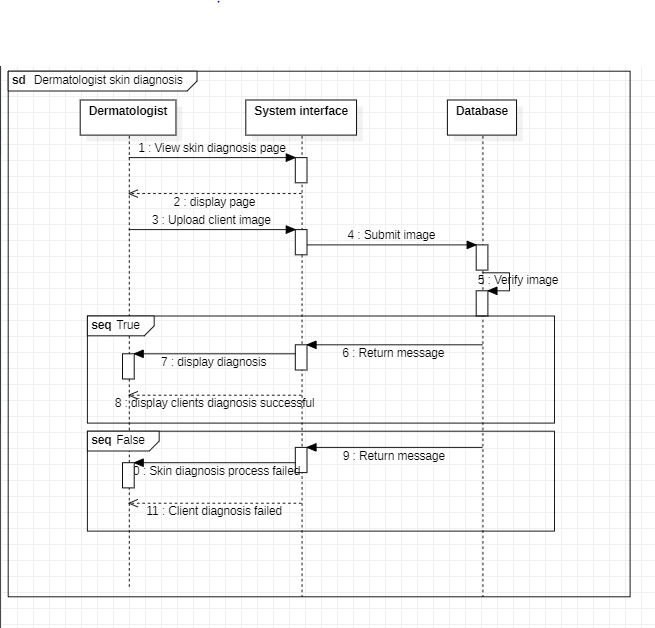 sd Dermatologist skin diagnosis
Dermatologist
System interface
Database
1 : View skin diagnosis page
2 : display page
3 : Upload client image
4 : Submit image
5 : Verify image
seq True
6 : Return message
7 : display diagnosis
8 : display clients diagnosis successful
seq False
9 : Return message
0 : Skin diagnosis process failed
11 : Client diagnosis failed